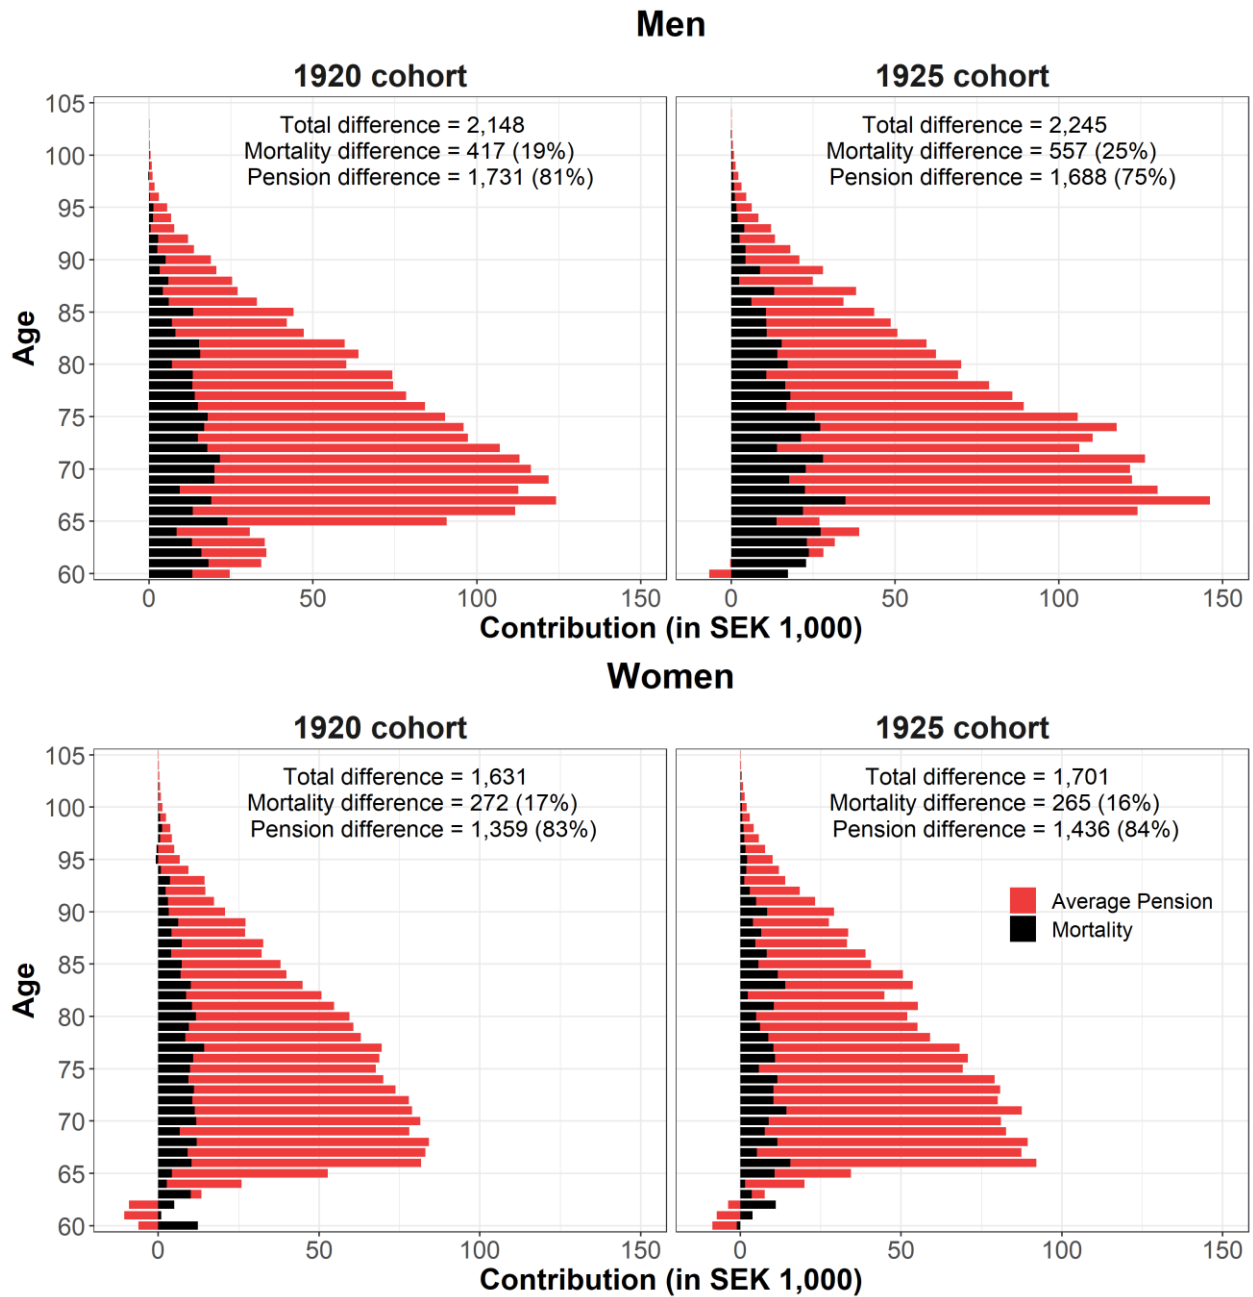 Men
1920 cohort
1925 cohort
Total difference = 2,148
Mortality difference = 417 (19%)
Pension difference = 1,731 (81%)
Total difference = 2,245
Mortality difference = 557 (25%)
Pension difference = 1,688 (75%)
Age
105
100
95
90
85
80
75
70
65
60
0 50 100 150
0 50 100 150
Contribution (in SEK 1,000)
Women
1920 cohort
1925 cohort
Total difference = 1,631
Mortality difference = 272 (17%)
Pension difference = 1,359 (83%)
Total difference = 1,701
Mortality difference = 265 (16%)
Pension difference = 1,436 (84%)
Average Pension
Mortality
Age
105
100
95
90
85
80
75
70
65
60
0 50 100 150
0 50 100 150
Contribution (in SEK 1,000)